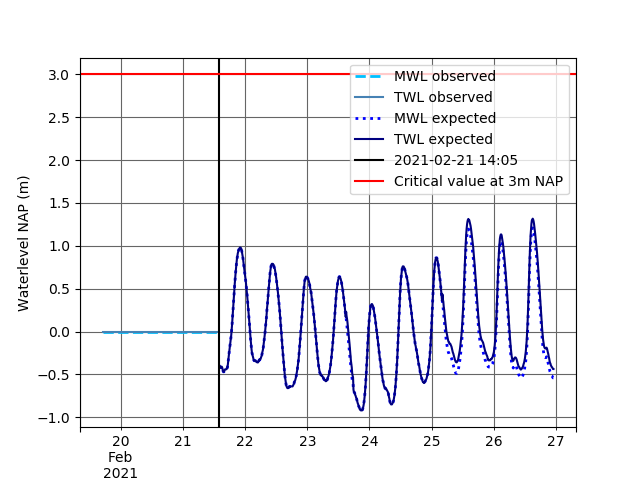 3.0
2.5
2.0
1.5
1.0
0.5
0.0
−0.5
−1.0
Waterlevel NAP (m)
MWL observed
TWL observed
MWL expected
TWL expected
2021-02-21 14:05
Critical value at 3m NAP
20 21 22 23 24 25 26 27
Feb
2021